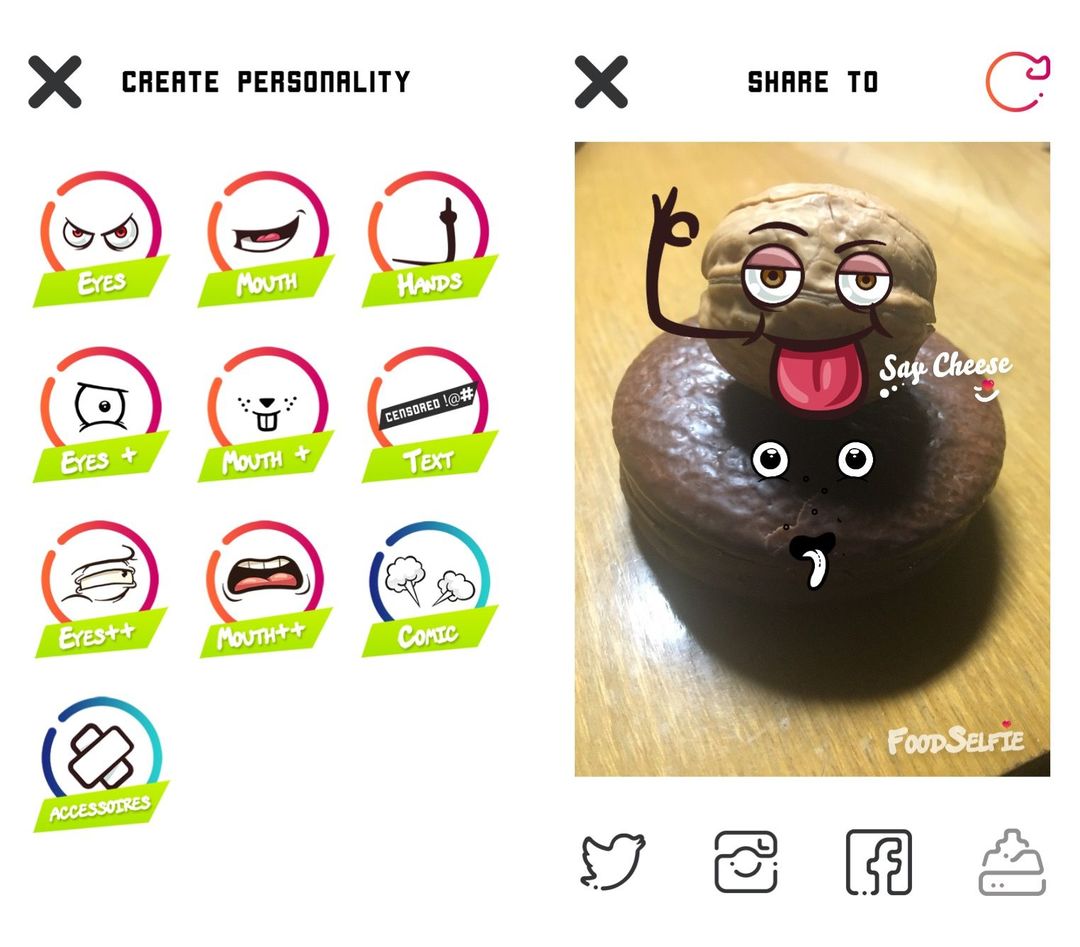 CREATE PERSONALITY
EYES
MOUTH
HANDS
EYES +
MOUTH +
CENSORED !@#
TEXT
EYES++
MOUTH++
COMIC
ACCESSOIRES
SHARE TO
Say Cheese
FOODSELFIE